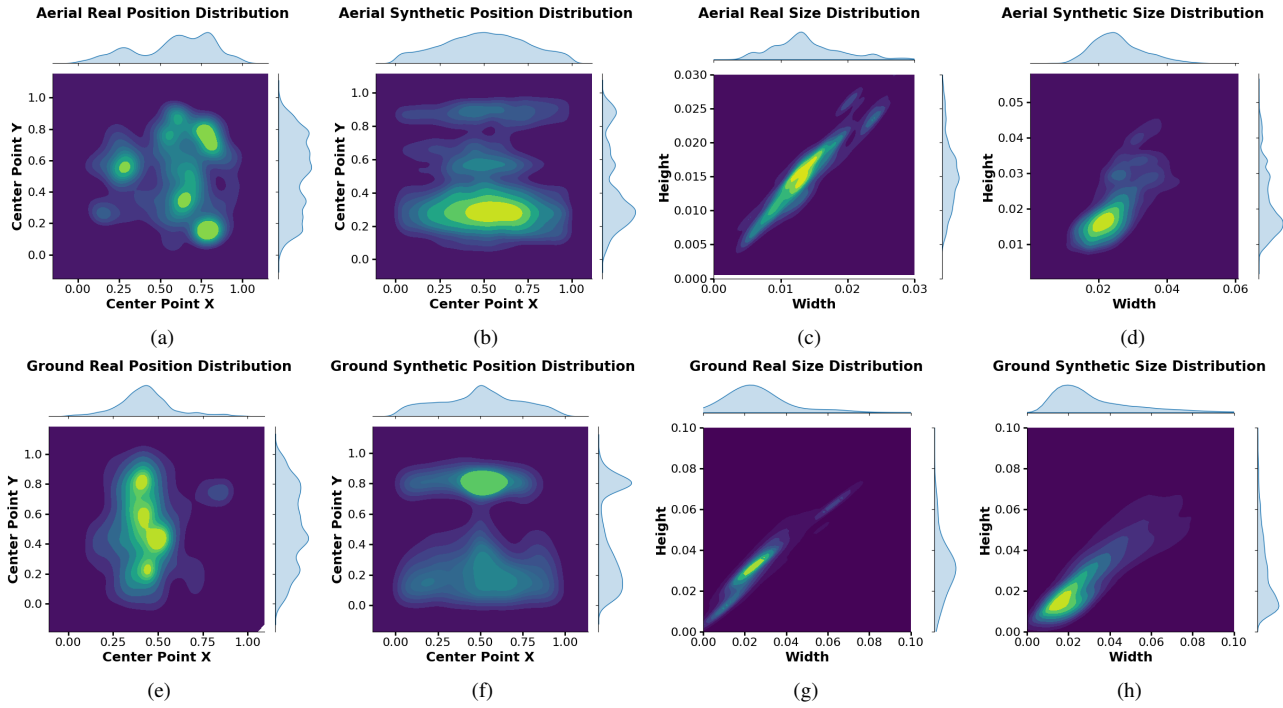 Aerial Real Position Distribution
Aerial Synthetic Position Distribution
Aerial Real Size Distribution
Aerial Synthetic Size Distribution
1.0
0.8
0.6
0.4
0.2
0.0
Center Point Y
0.00 0.25 0.50 0.75 1.00
Center Point X
(a)
1.0
0.8
0.6
0.4
0.2
0.0
Center Point Y
0.00 0.25 0.50 0.75 1.00
Center Point X
(b)
0.030
0.025
0.020
0.015
0.010
0.005
0.000
Height
0.00 0.01 0.02 0.03
Width
(c)
0.05
0.04
0.03
0.02
0.01
Height
0.02 0.04 0.06
Width
(d)
Ground Real Position Distribution
Ground Synthetic Position Distribution
Ground Real Size Distribution
Ground Synthetic Size Distribution
1.0
0.8
0.6
0.4
0.2
0.0
Center Point Y
0.00 0.25 0.50 0.75 1.00
Center Point X
(e)
1.0
0.8
0.6
0.4
0.2
0.0
Center Point Y
0.00 0.25 0.50 0.75 1.00
Center Point X
(f)
0.10
0.08
0.06
0.04
0.02
0.00
Height
0.00 0.02 0.04 0.06 0.08 0.10
Width
(g)
0.10
0.08
0.06
0.04
0.02
0.00
Height
0.00 0.02 0.04 0.06 0.08 0.10
Width
(h)